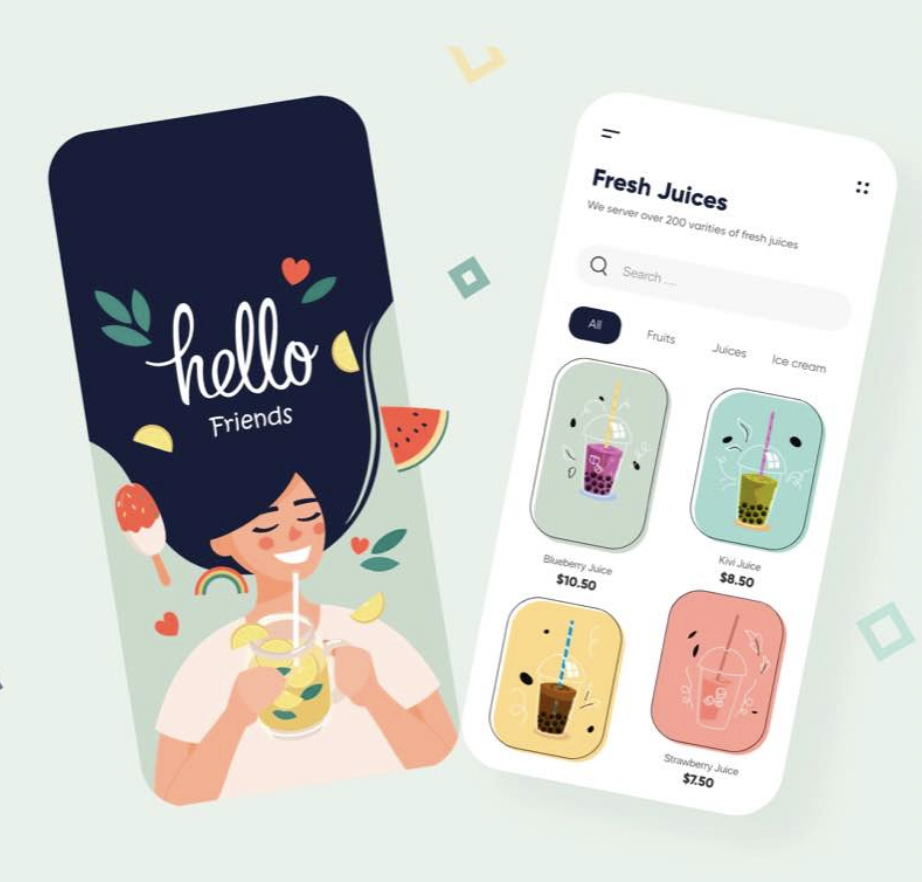 hello
Friends
Fresh Juices
We server over 200 varities of fresh juices
Search ....
All Fruits Juices Ice cream
Blueberry Juice
$10.50
Kivi Juice
$8.50
Strawberry Juice
$7.50